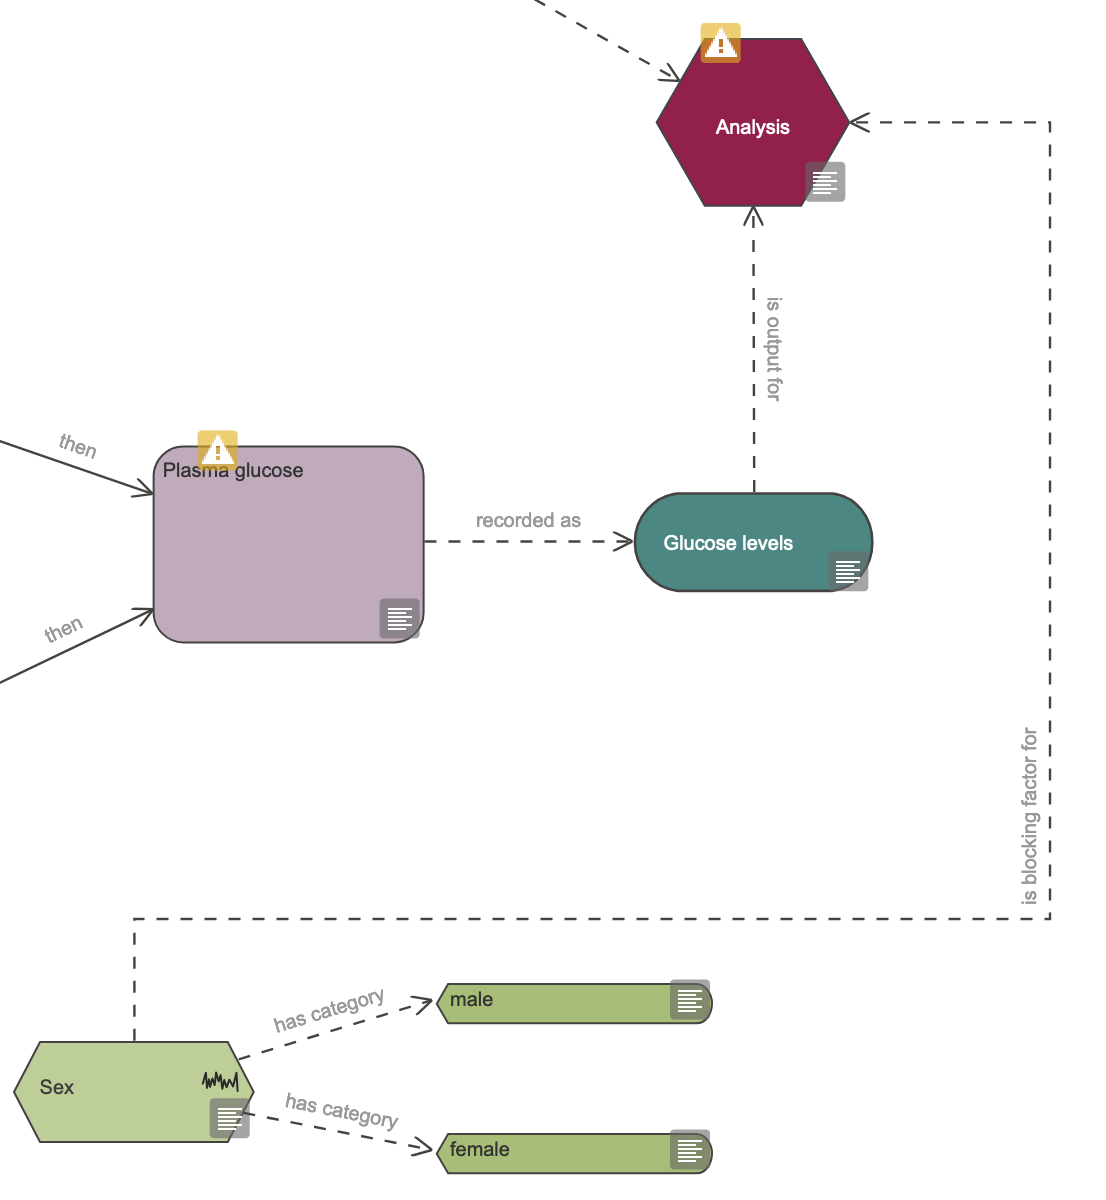 Analysis
is output for
then
Plasma glucose
recorded as
Glucose levels
then
is blocking factor for
has category
male
Sex
has category
female